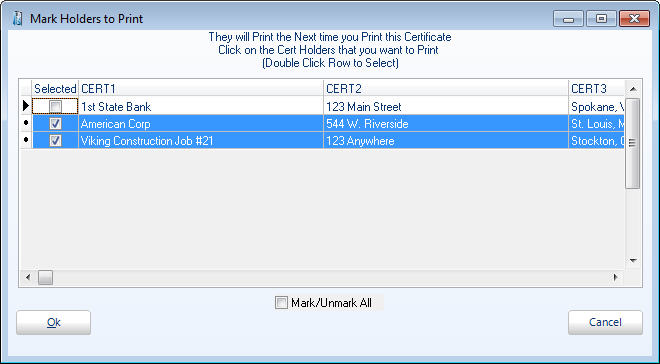 Mark Holders to Print
They will Print the Next time you Print this Certificate
Click on the Cert Holders that you want to Print
(Double Click Row to Select)
Selected CERT1 CERT2 CERT3
1st State Bank 123 Main Street Spokane,
American Corp 544 W. Riverside St. Louis, M
Viking Construction Job #21 123 Anywhere Stockton,
Mark/Unmark All
Ok Cancel